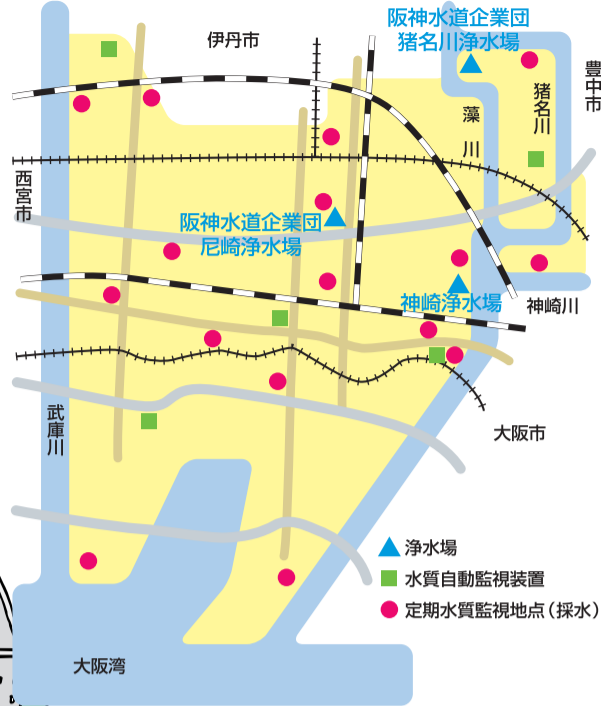 阪神水道企業団
猪名川浄水場
伊丹市
豊中市
猪名川
藻川
西宮市
阪神水道企業団
尼崎浄水場
神崎浄水場
神崎川
武庫川
大阪市
浄水場
水質自動監視装置
定期水質監視地点（採水）
大阪湾